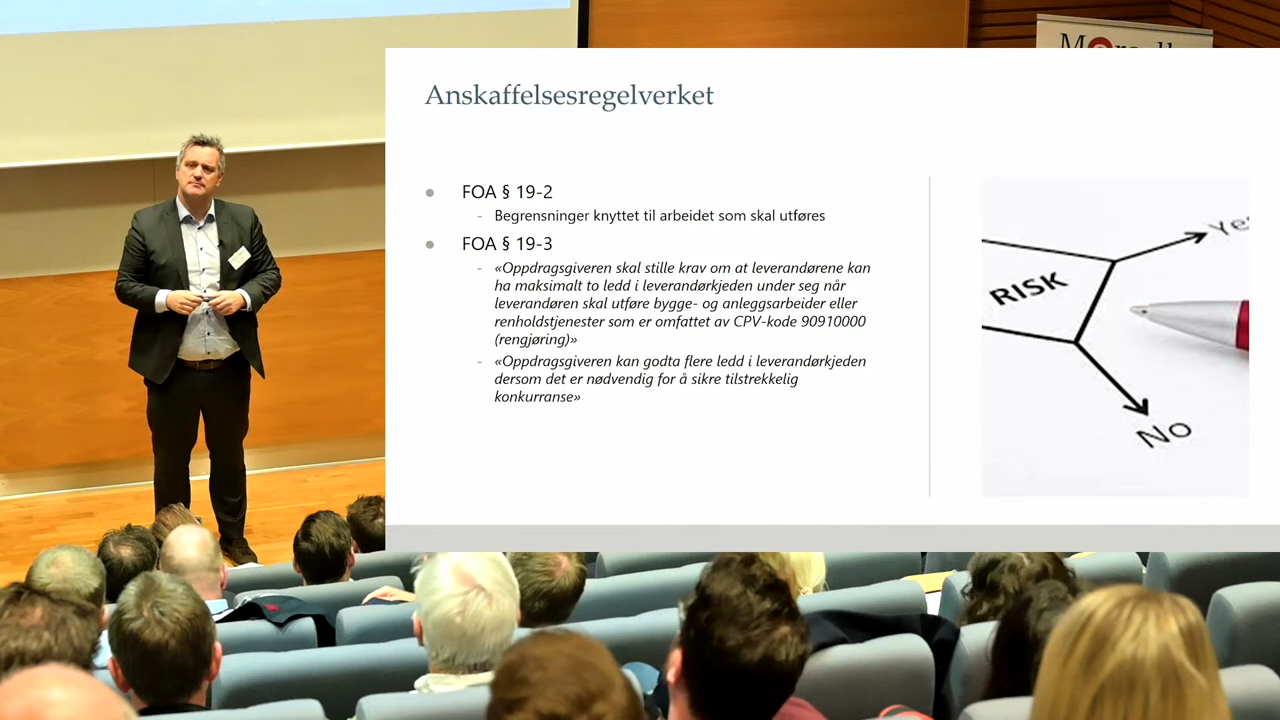 Anskaffelsesregelverket
FOA § 19-2
- Begrensninger knyttet til arbeidet som skal utføres
FOA § 19-3
- «Oppdragsgiveren skal stille krav om at leverandørene kan
ha maksimalt to ledd i leverandørkjeden under seg når
leverandøren skal utføre bygge- og anleggsarbeider eller
renholdstjenester som er omfattet av CPV-kode 90910000
(rengjøring)»
- «Oppdragsgiveren kan godta flere ledd i leverandørkjeden
dersom det er nødvendig for å sikre tilstrekkelig
konkurranse»
RISK
No